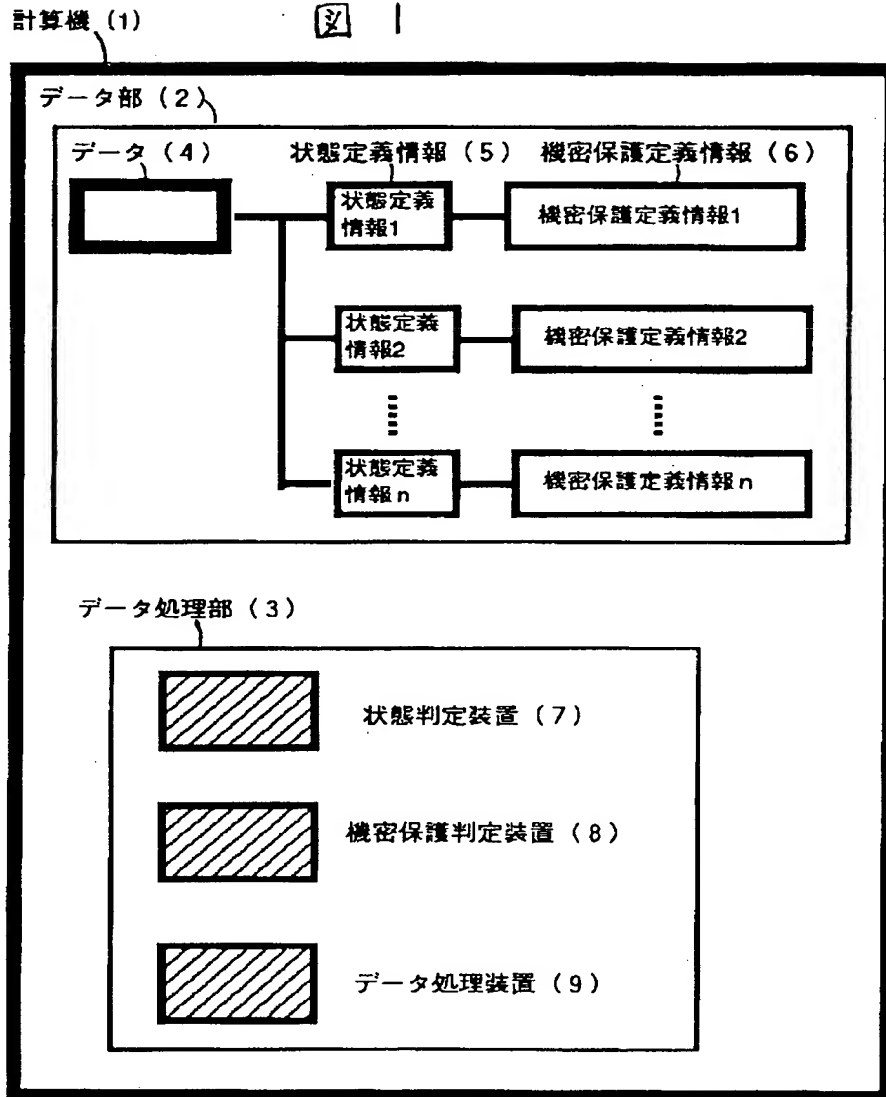 計算機（1）
図 1
データ部（2）
データ（4） 状態定義情報（5） 機密保護定義情報（6）
状態定義
情報1
機密保護定義情報1
状態定義
情報2
機密保護定義情報2
状態定義
情報n
機密保護定義情報n
データ処理部（3）
状態判定装置（7）
機密保護判定装置（8）
データ処理装置（9）